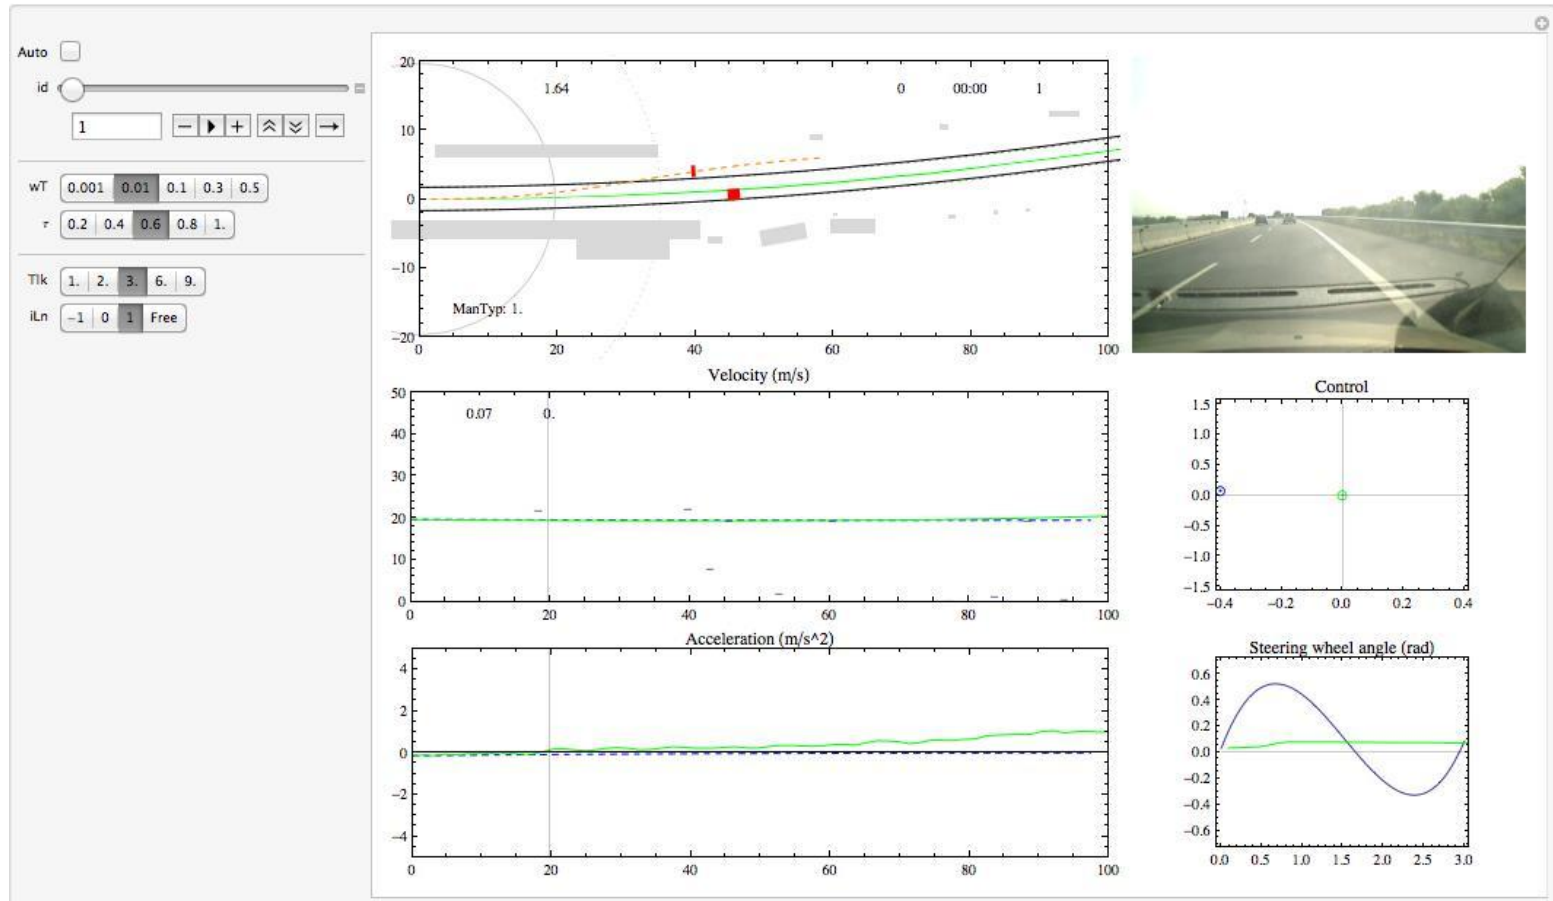 Auto
id
1
wT 0.001 0.01 0.1 0.3 0.5
τ 0.2 0.4 0.6 0.8 1.
Tlk 1. 2. 3. 6. 9.
iLn −1 0 1 Free
20
10
0
−10
−20
1.64 0 00:00 1
ManTyp: 1.
0 20 40 60 80 100
Velocity (m/s)
50
40
30
20
10
0
0.07 0.
0 20 40 60 80 100
Acceleration (m/s^2)
4
2
0
−2
−4
0 20 40 60 80 100
Control
1.5
1.0
0.5
0.0
−0.5
−1.0
−1.5
−0.4 −0.2 0.0 0.2 0.4
Steering wheel angle (rad)
0.6
0.4
0.2
0.0
−0.2
−0.4
−0.6
0.0 0.5 1.0 1.5 2.0 2.5 3.0